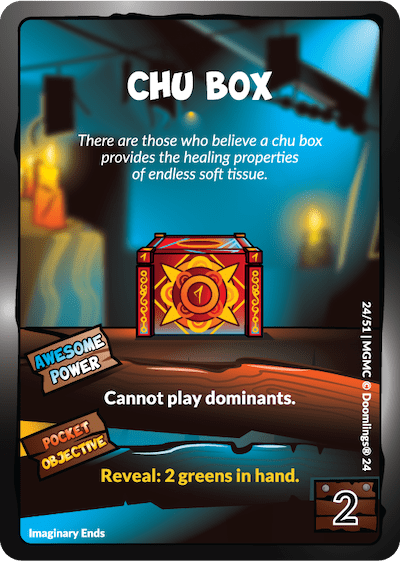 CHU BOX
There are those who believe a chu box
provides the healing properties
of endless soft tissue.
AWESOME
POWER
Cannot play dominants.
POCKET
OBJECTIVE
Reveal: 2 greens in hand.
2
Imaginary Ends
24/51 | MGMC © Doomlings® 24